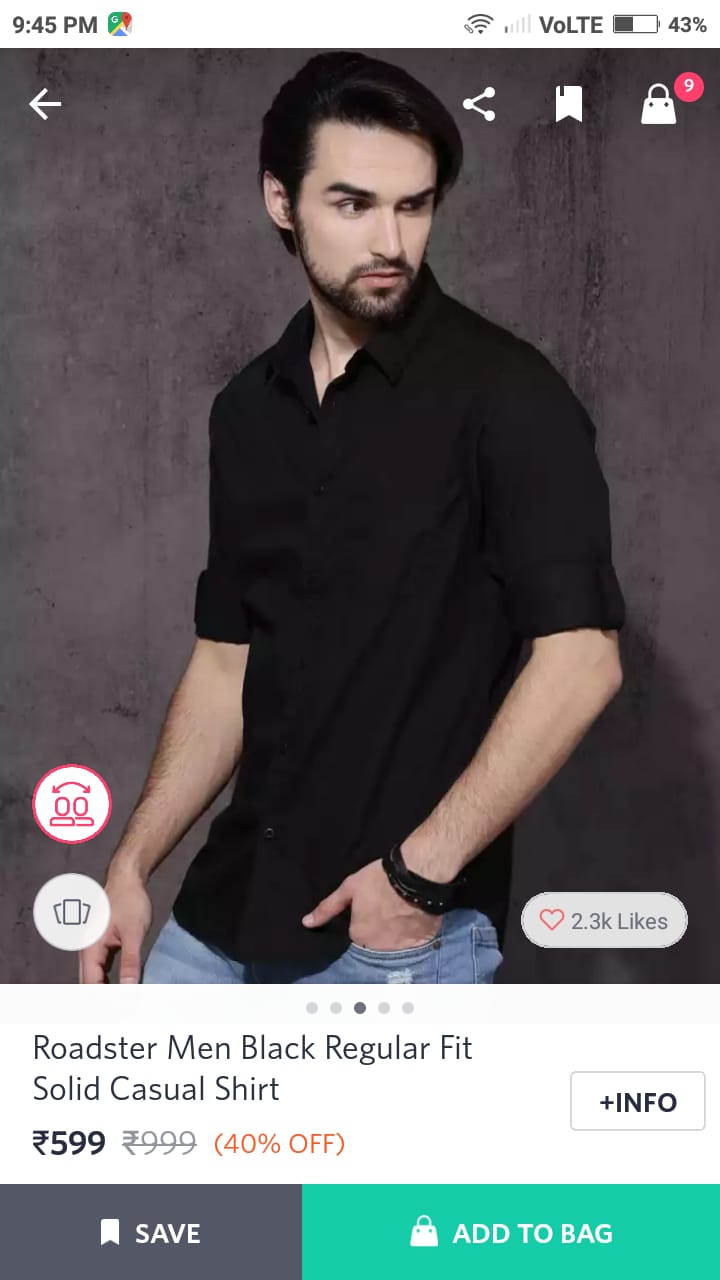 9:45 PM VoLTE 43%
9
2.3k Likes
Roadster Men Black Regular Fit
Solid Casual Shirt
+INFO
₹599 ₹999 (40% OFF)
SAVE ADD TO BAG